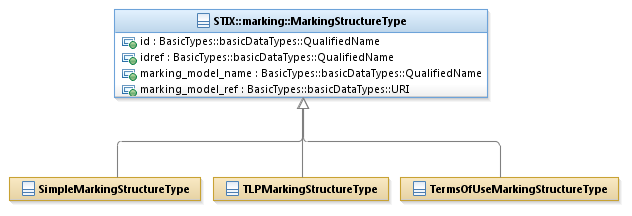 STIX::marking::MarkingStructureType
id : BasicTypes::basicDataTypes::QualifiedName
idref : BasicTypes::basicDataTypes::QualifiedName
marking_model_name : BasicTypes::basicDataTypes::QualifiedName
marking_model_ref : BasicTypes::basicDataTypes::URI
SimpleMarkingStructureType
TLPMarkingStructureType
TermsOfUseMarkingStructureType